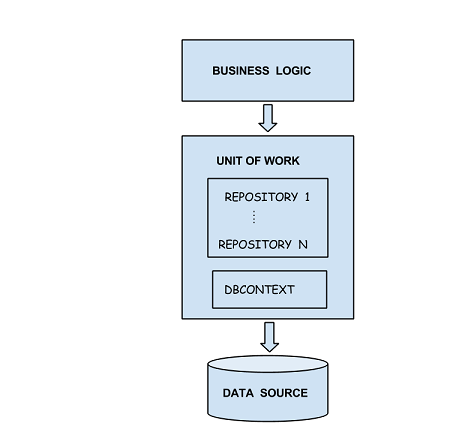 BUSINESS LOGIC
UNIT OF WORK
REPOSITORY 1
REPOSITORY N
DBCONTEXT
DATA SOURCE